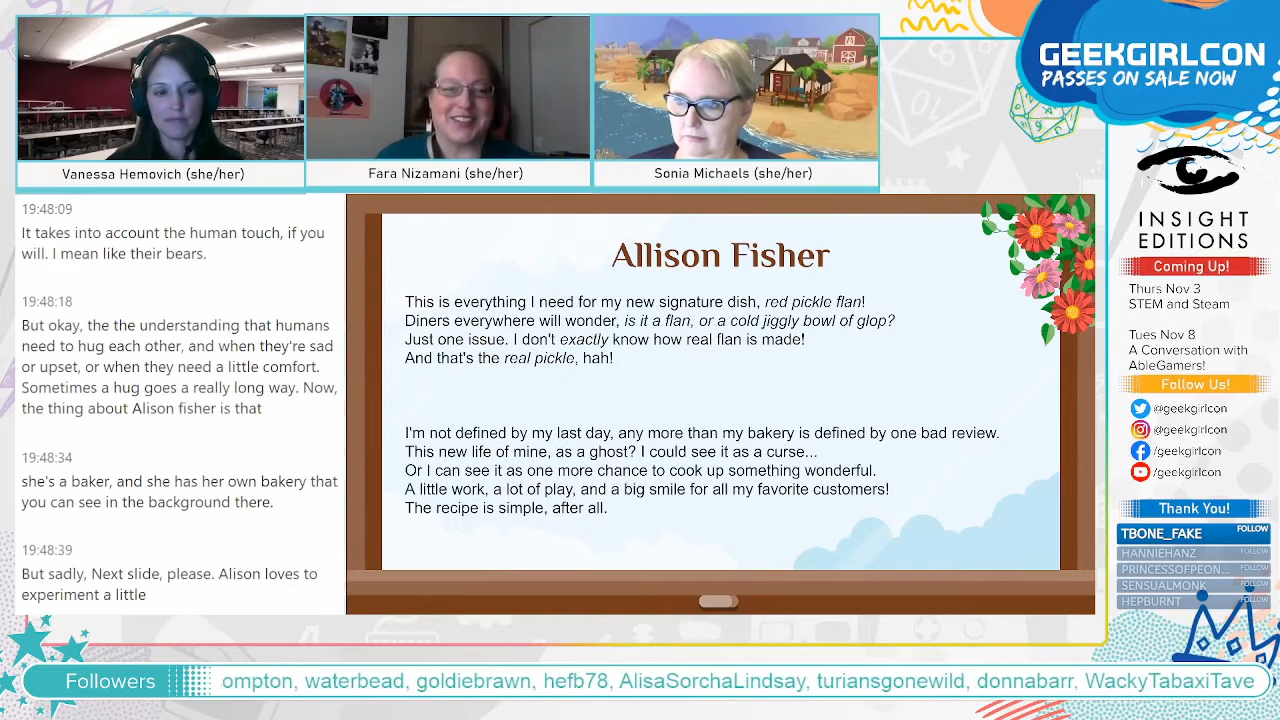 GEEKGIRLCON
PASSES ON SALE NOW
Vanessa Hemovich (she/her)
Fara Nizamani (she/her)
Sonia Michaels (she/her)
19:48:09
It takes into account the human touch, if you
will. I mean like their bears.
19:48:18
But okay, the the understanding that humans
need to hug each other, and when they're sad
or upset, or when they need a little comfort.
Sometimes a hug goes a really long way. Now,
the thing about Alison fisher is that
19:48:34
she's a baker, and she has her own bakery that
you can see in the background there.
19:48:39
But sadly, Next slide, please. Alison loves to
experiment a little
Allison Fisher
This is everything I need for my new signature dish, red pickle flan!
Diners everywhere will wonder, is it a flan, or a cold jiggly bowl of glop?
Just one issue. I don't exactly know how real flan is made!
And that's the real pickle, hah!
I'm not defined by my last day, any more than my bakery is defined by one bad review.
This new life of mine, as a ghost? I could see it as a curse...
Or I can see it as one more chance to cook up something wonderful.
A little work, a lot of play, and a big smile for all my favorite customers!
The recipe is simple, after all.
INSIGHT
EDITIONS
Coming Up!
Thurs Nov 3
STEM and Steam
Tues Nov 8
A Conversation with
AbleGamers!
Follow Us!
@geekgirlcon
@geekgirlcon
/geekgirlcon
/geekgirlcon
Thank You!
TBONE_FAKE FOLLOW
HANNIEHANZ FOLLOW
PRINCESSOFPEON... FOLLOW
SENSUALMONK FOLLOW
HEPBURNT FOLLOW
Followers
ompton, waterbead, goldiebrawn, hefb78, AlisaSorchaLindsay, turiansgonewild, donnabarr, WackyTabaxiTave